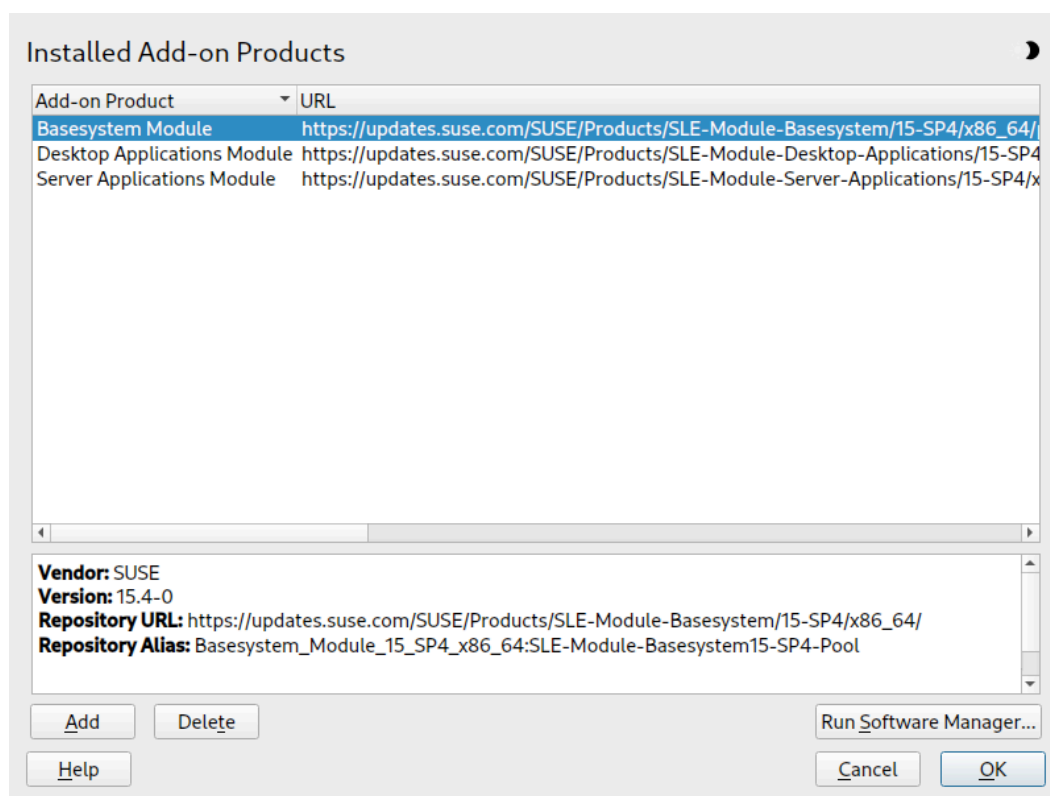 Installed Add-on Products
Add-on Product URL
Basesystem Module https://updates.suse.com/SUSE/Products/SLE-Module-Basesystem/15-SP4/x86_64/
Desktop Applications Module https://updates.suse.com/SUSE/Products/SLE-Module-Desktop-Applications/15-SP4
Server Applications Module https://updates.suse.com/SUSE/Products/SLE-Module-Server-Applications/15-SP4/x
Vendor: SUSE
Version: 15.4-0
Repository URL: https://updates.suse.com/SUSE/Products/SLE-Module-Basesystem/15-SP4/x86_64/
Repository Alias: Basesystem_Module_15_SP4_x86_64:SLE-Module-Basesystem15-SP4-Pool
Add Delete Run Software Manager...
Help Cancel OK